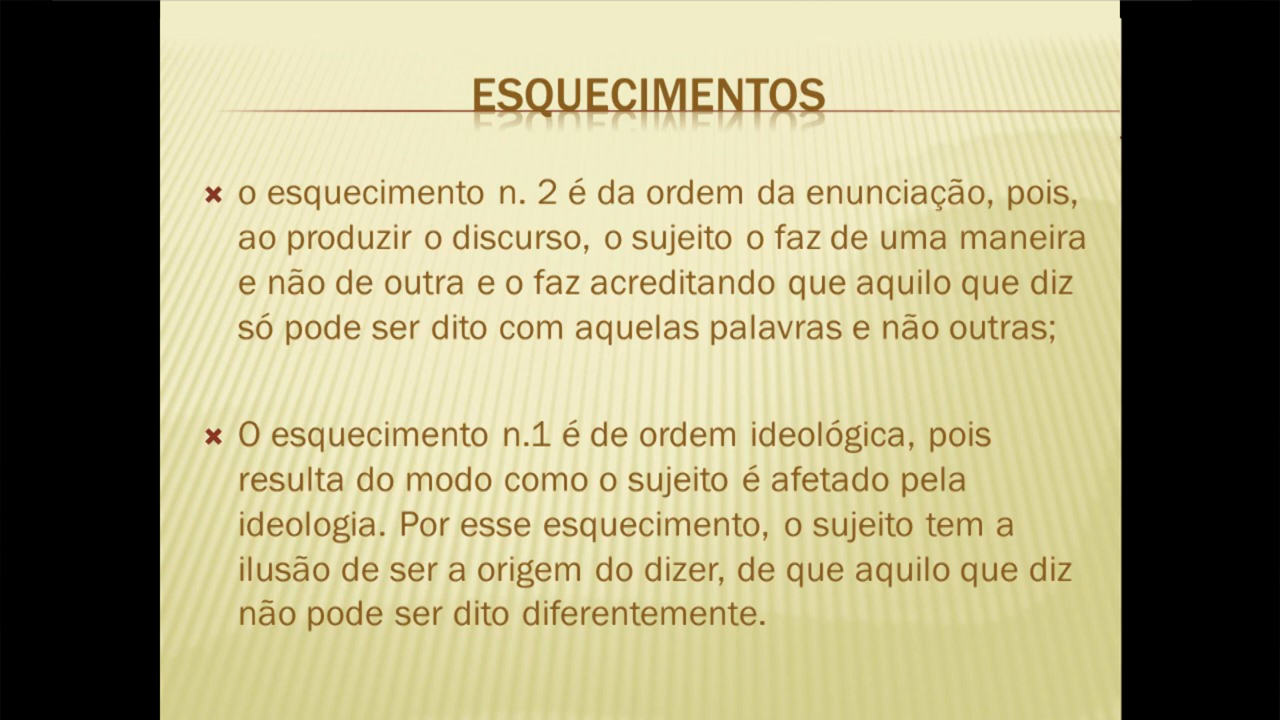 ESQUECIMENTOS
o esquecimento n. 2 é da ordem da enunciação, pois,
ao produzir o discurso, o sujeito o faz de uma maneira
e não de outra e o faz acreditando que aquilo que diz
só pode ser dito com aquelas palavras e não outras;
O esquecimento n.1 é de ordem ideológica, pois
resulta do modo como o sujeito é afetado pela
ideologia. Por esse esquecimento, o sujeito tem a
ilusão de ser a origem do dizer, de que aquilo que diz
não pode ser dito diferentemente.